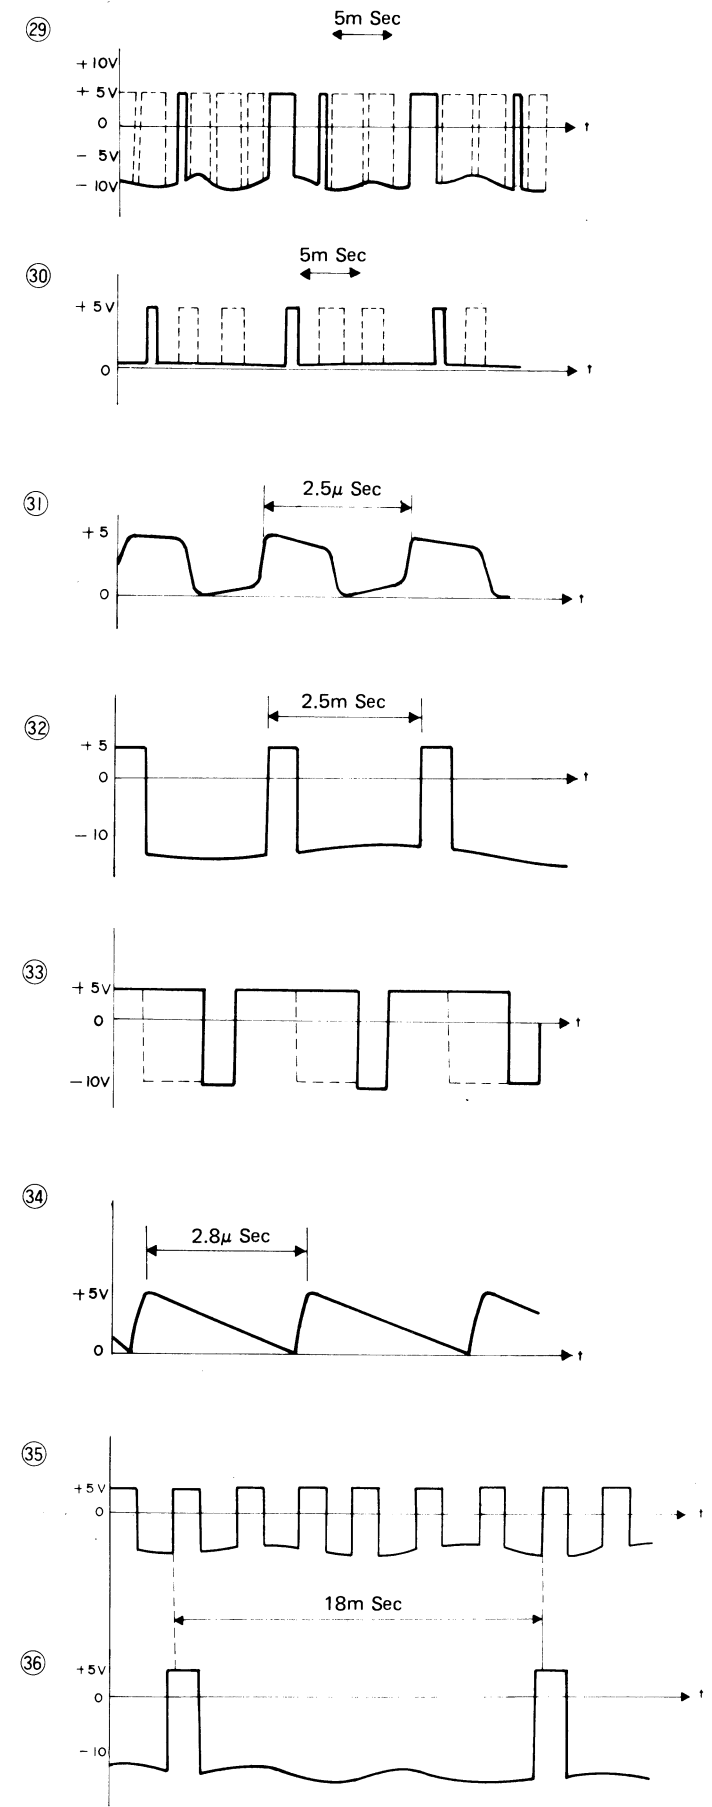 29
5m Sec
+ 10V
+ 5V
0
t
- 5V
- 10V
30
5m Sec
+ 5V
0
t
31
2.5μ Sec
+ 5
0
t
32
2.5m Sec
+ 5
0
t
- 10
33
+ 5V
0
t
- 10V
34
2.8μ Sec
+5V
0
t
35
+5V
0
t
18m Sec
36
+5V
0
t
- 10